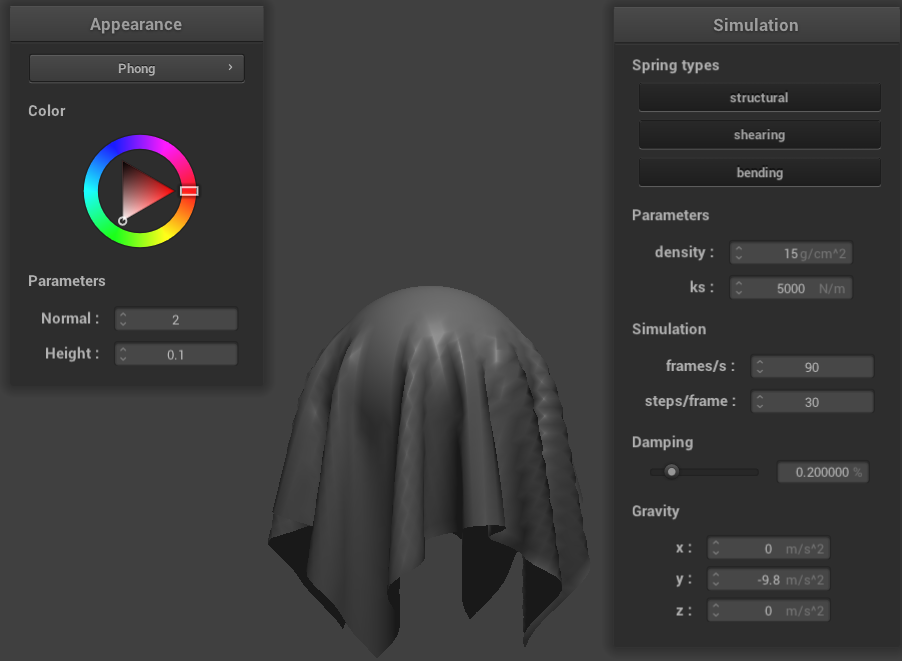 Appearance
Phong ›
Color
Parameters
Normal : 2
Height : 0.1
Simulation
Spring types
structural
shearing
bending
Parameters
density : 15 g/cm^2
ks : 5000 N/m
Simulation
frames/s : 90
steps/frame : 30
Damping
0.200000 %
Gravity
x : 0 m/s^2
y : -9.8 m/s^2
z : 0 m/s^2